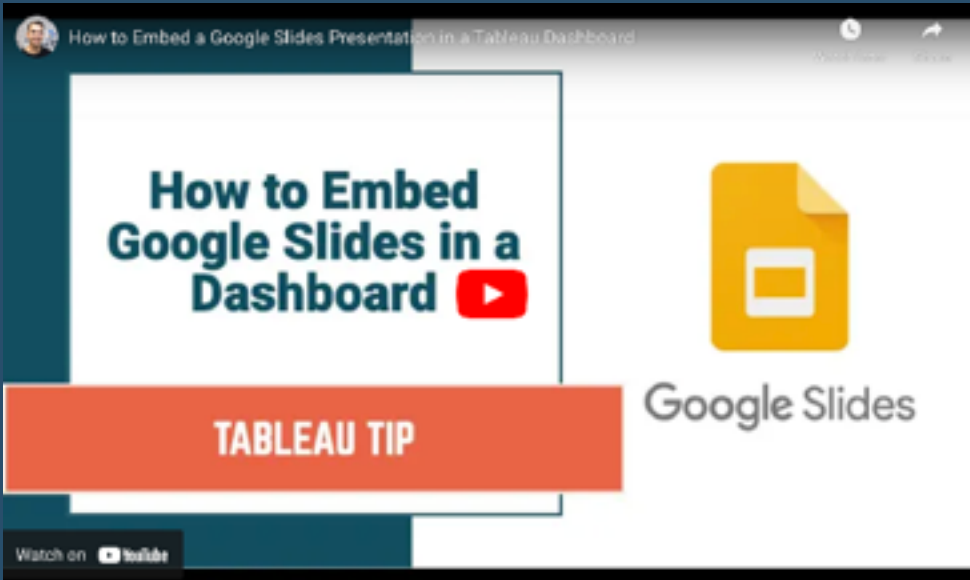 How to Embed a Google Slides Presentation in a Tableau Dashboard
How to Embed
Google Slides in a
Dashboard
Google Slides
TABLEAU TIP
Watch on YouTube